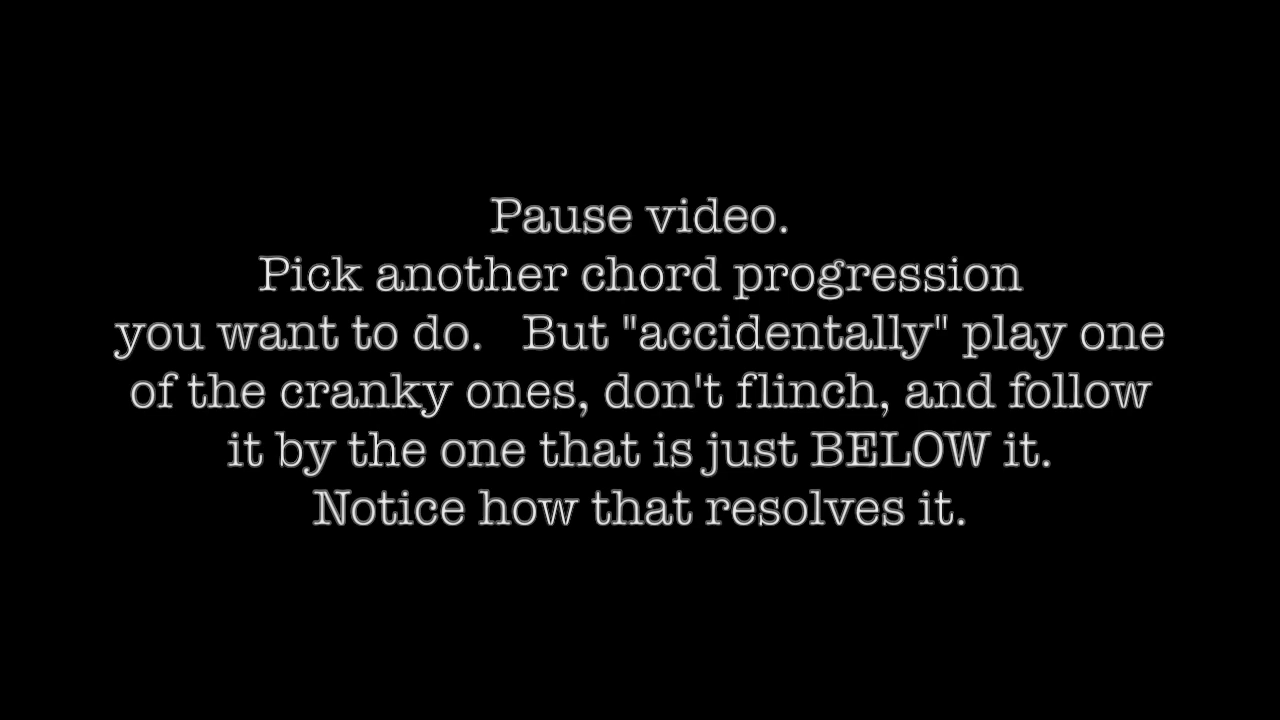 Pause video.
Pick another chord progression
you want to do.   But "accidentally" play one
of the cranky ones, don't flinch, and follow
it by the one that is just BELOW it.
Notice how that resolves it.